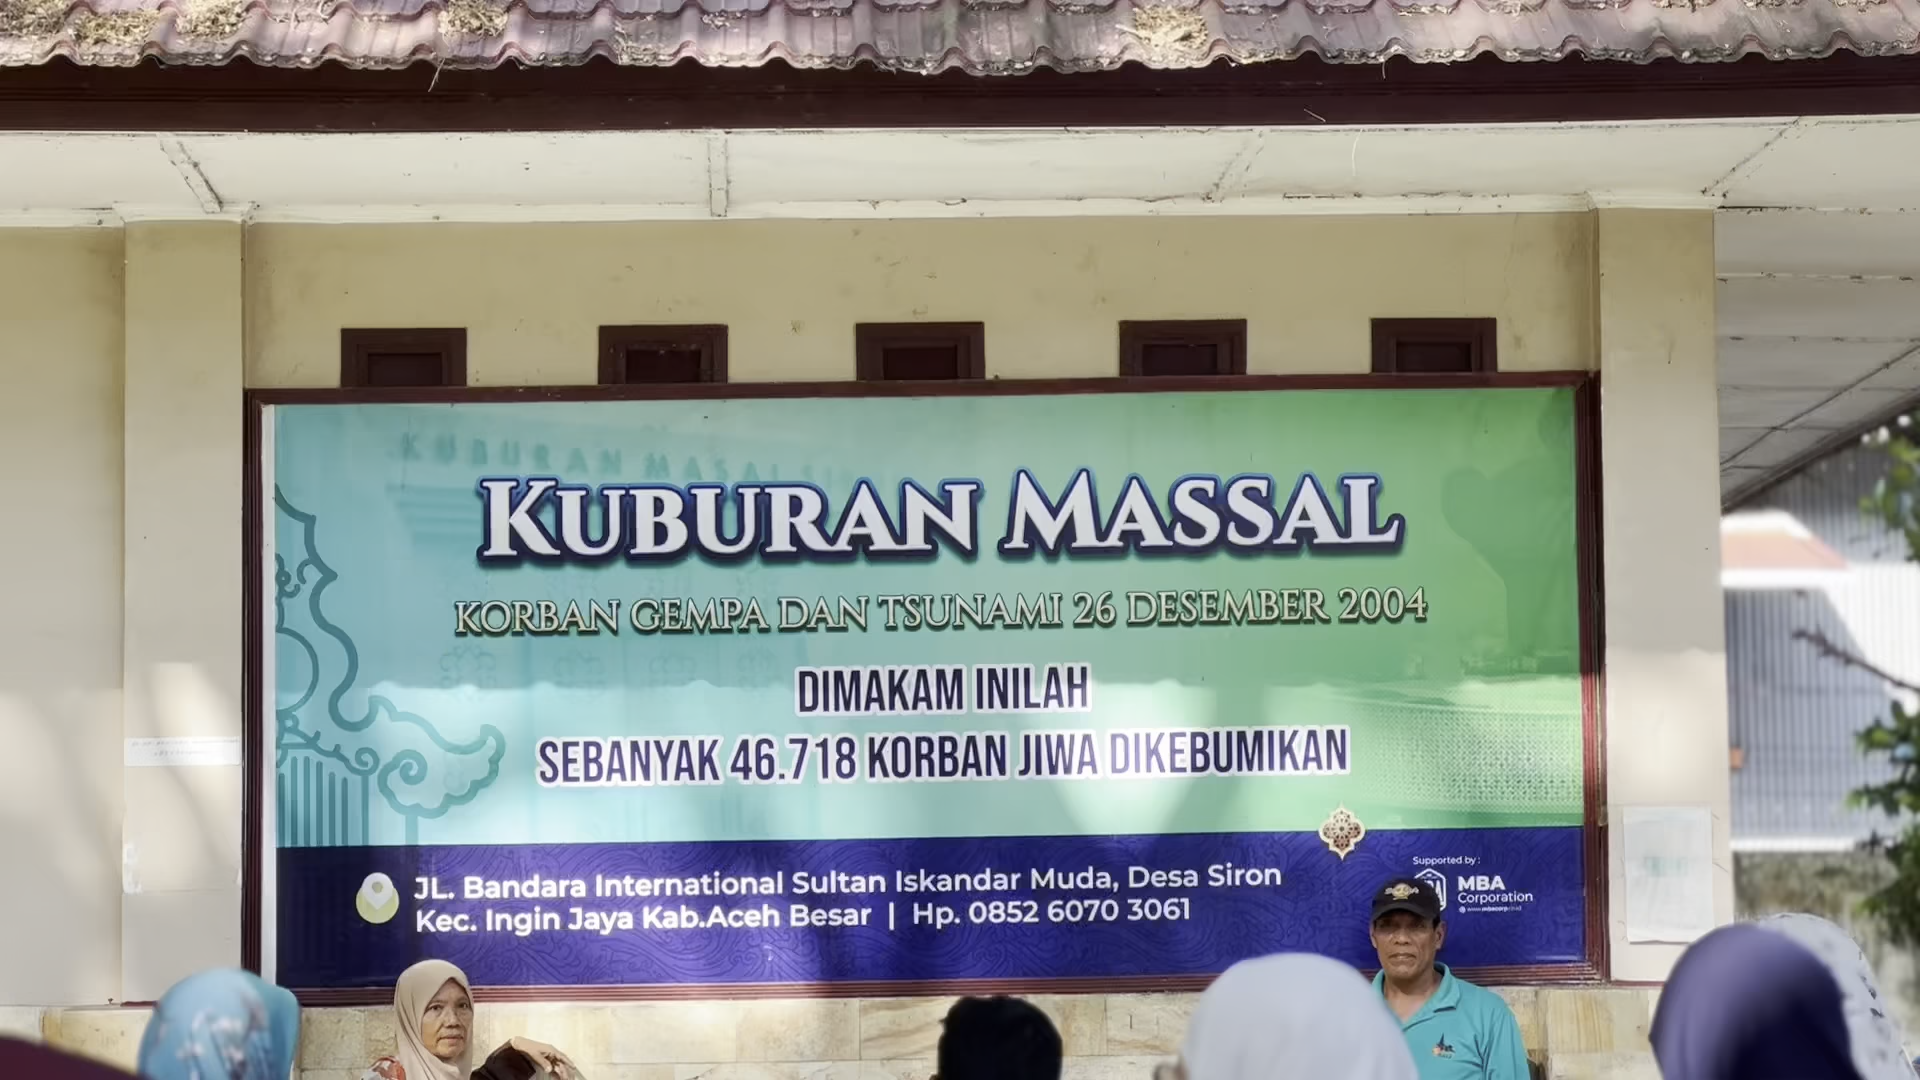 KUBURAN MASSAL
KORBAN GEMPA DAN TSUNAMI 26 DESEMBER 2004
DIMAKAM INILAH
SEBANYAK 46.718 KORBAN JIWA DIKEBUMIKAN
JL. Bandara International Sultan Iskandar Muda, Desa Siron
Kec. Ingin Jaya Kab.Aceh Besar | Hp. 0852 6070 3061
Supported by :
MBA
Corporation